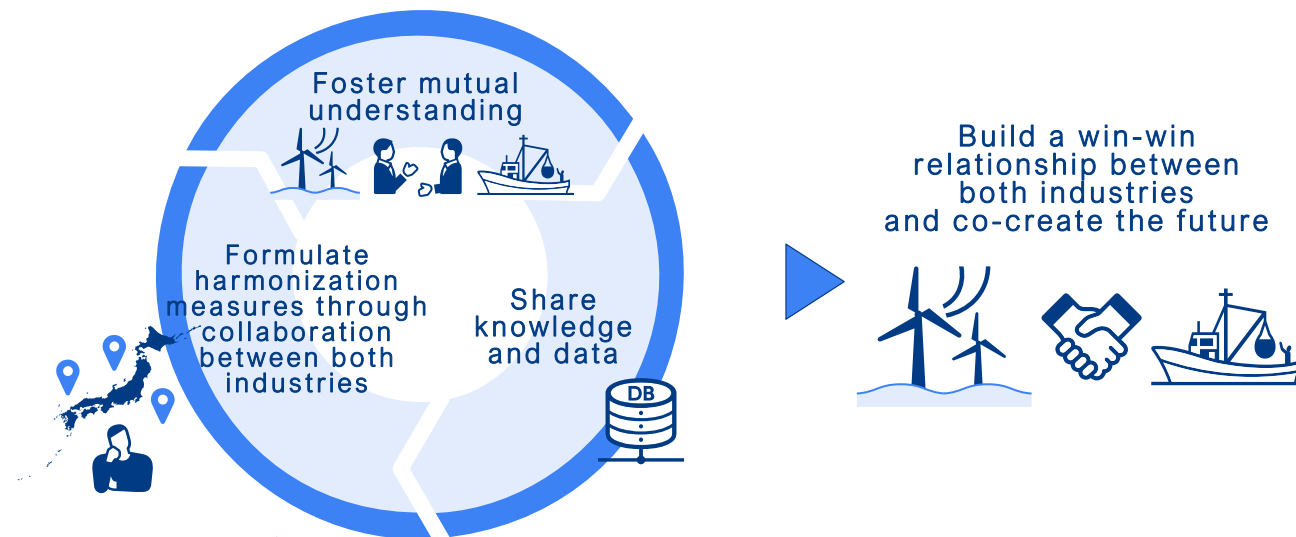 Foster mutual
understanding
Formulate
harmonization
measures through
collaboration
between both
industries
Share
knowledge
and data
DB
Build a win-win
relationship between
both industries
and co-create the future